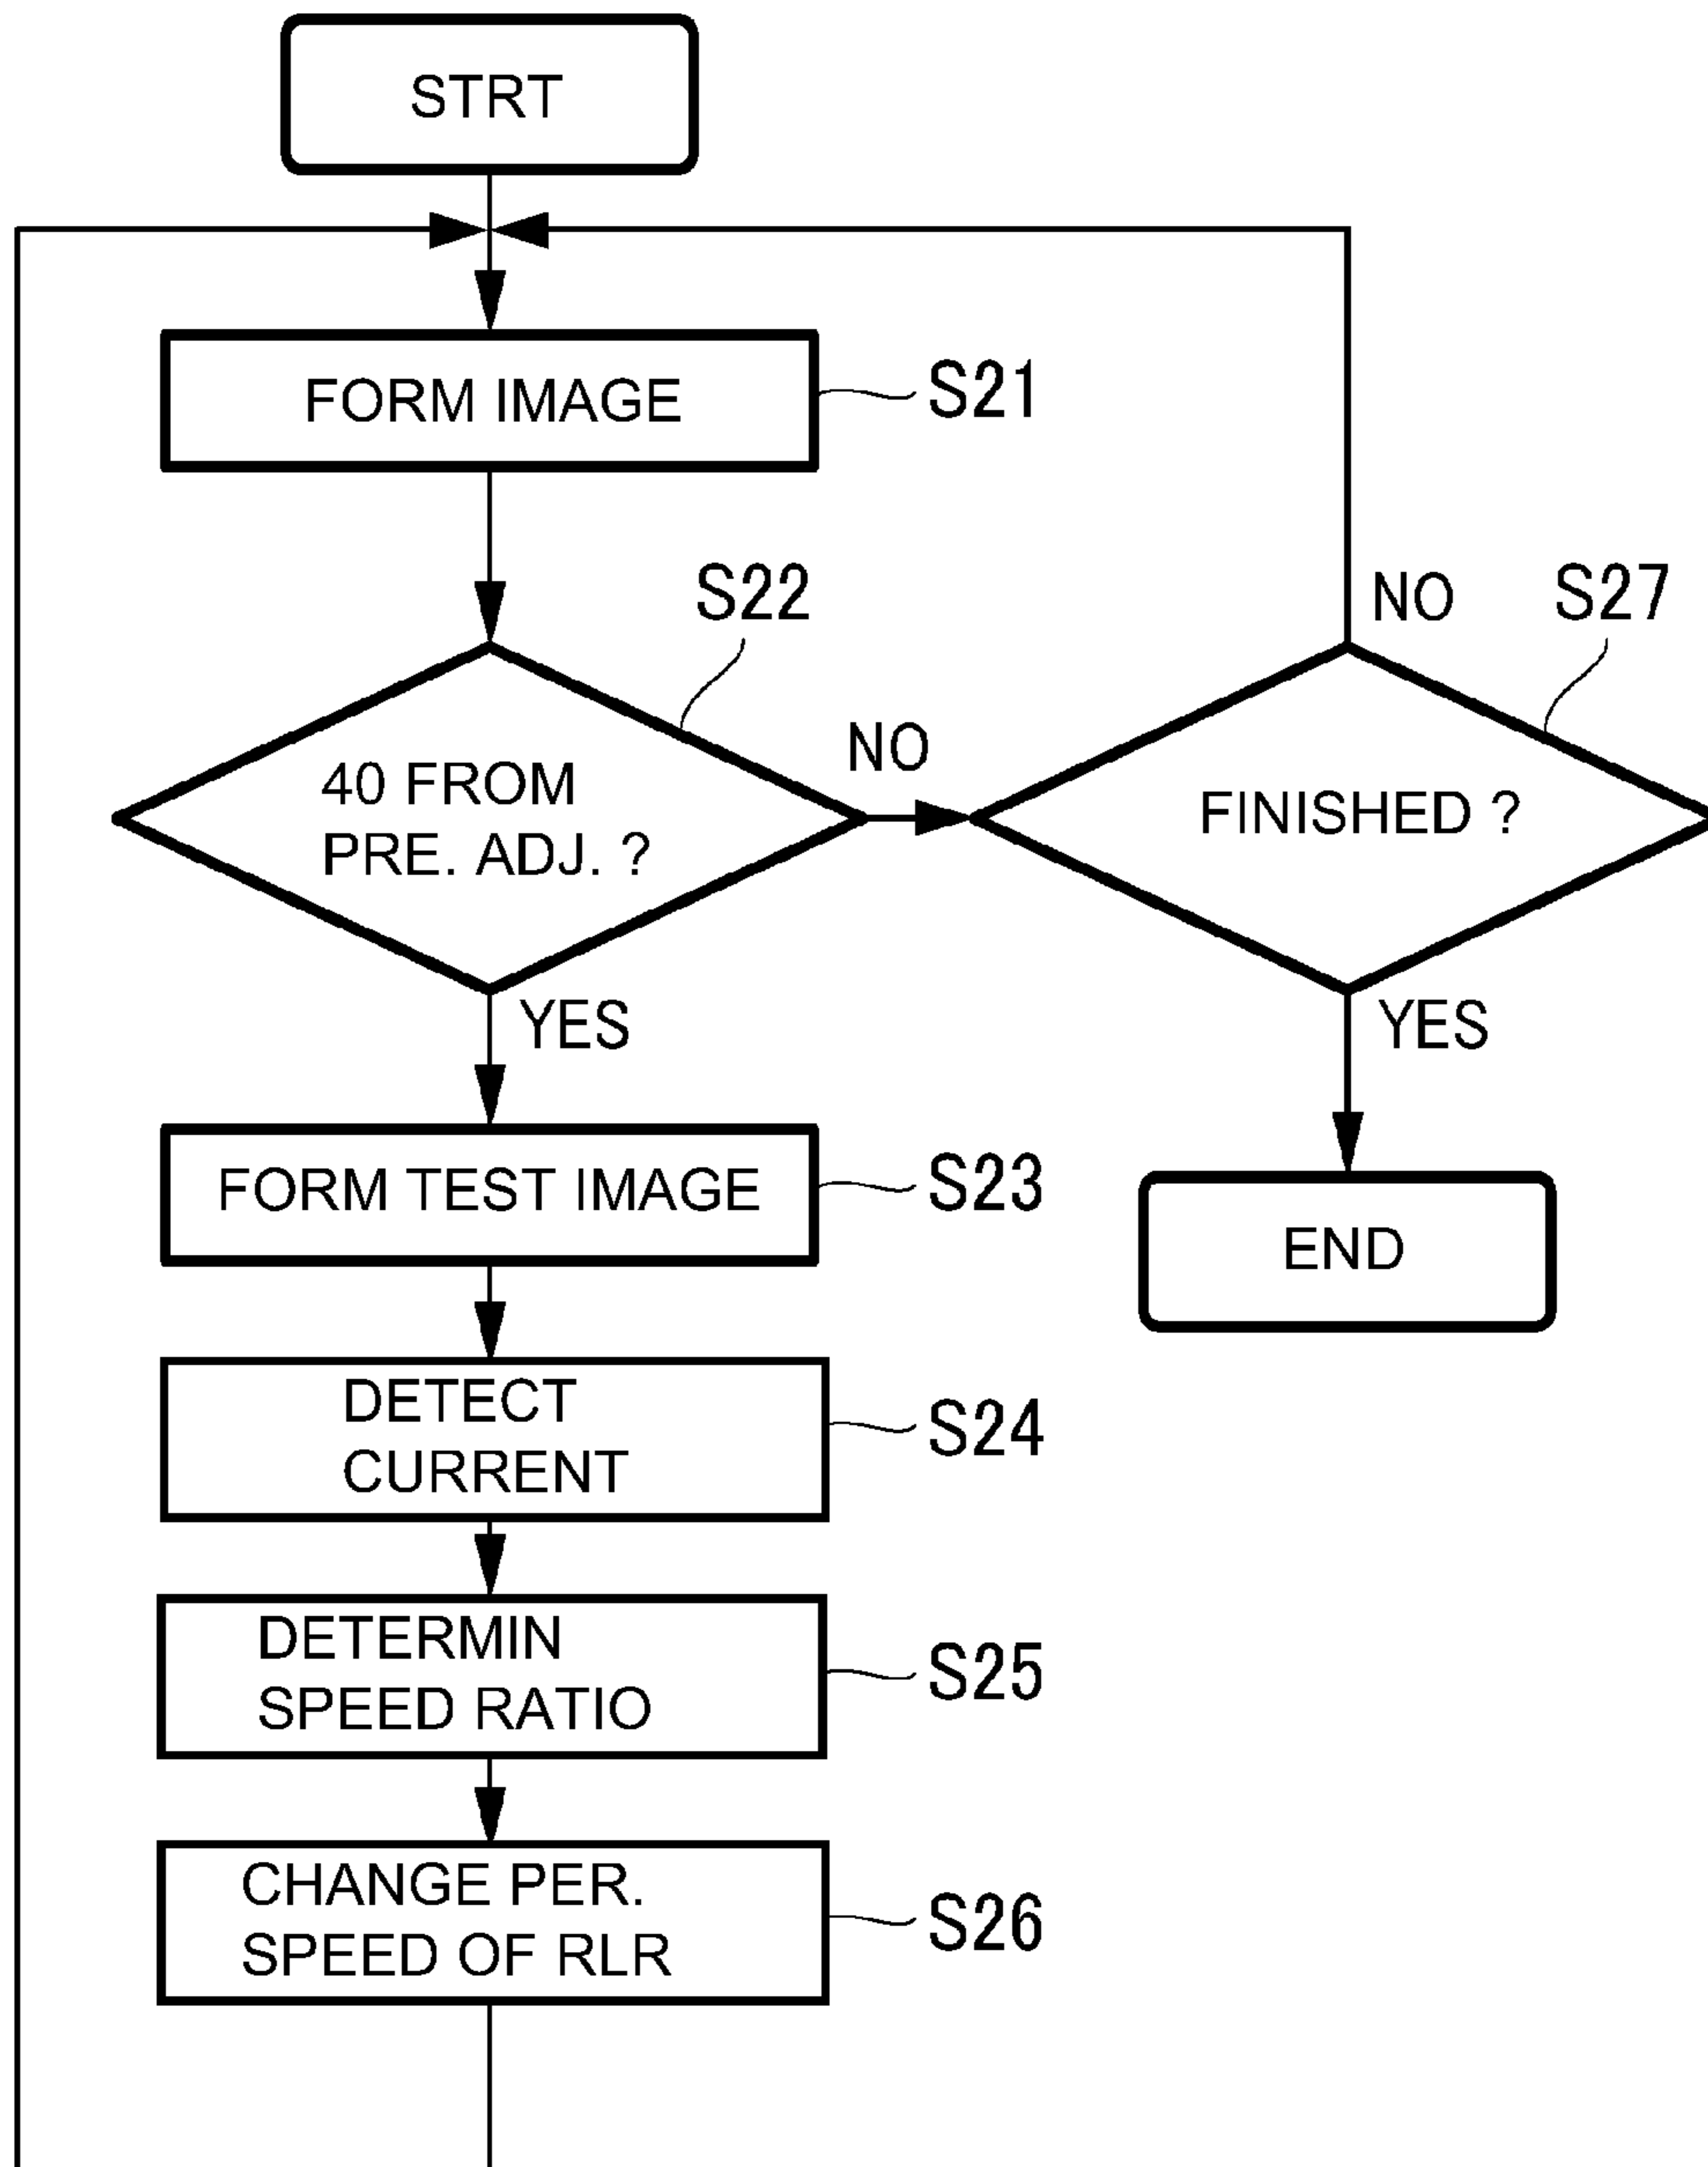 STRT
FORM IMAGE
S21
S22
40 FROM
PRE. ADJ. ?
NO
YES
S27
NO
FINISHED ?
YES
END
FORM TEST IMAGE
S23
DETECT
CURRENT
S24
DETERMIN
SPEED RATIO
S25
CHANGE PER.
SPEED OF RLR
S26